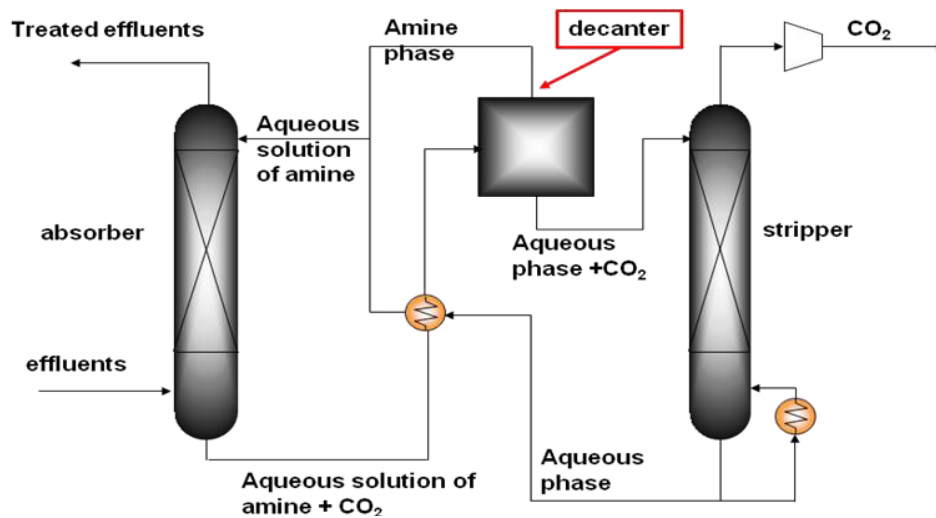 Treated effluents
Amine
phase
decanter
CO₂
Aqueous
solution
of amine
absorber
Aqueous
phase +CO₂
stripper
effluents
Aqueous solution of
amine + CO₂
Aqueous
phase